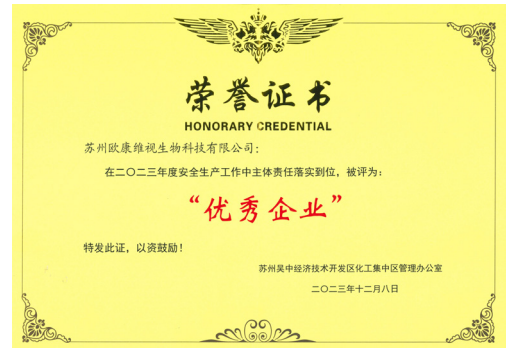 荣誉证书
HONORARY CREDENTIAL
苏州欧康维视生物科技有限公司：
在二〇二三年度安全生产工作中主体责任落实到位，被评为：
“优秀企业”
特发此证，以资鼓励！
苏州吴中经济技术开发区化工集中区管理办公室
二〇二三年十二月八日